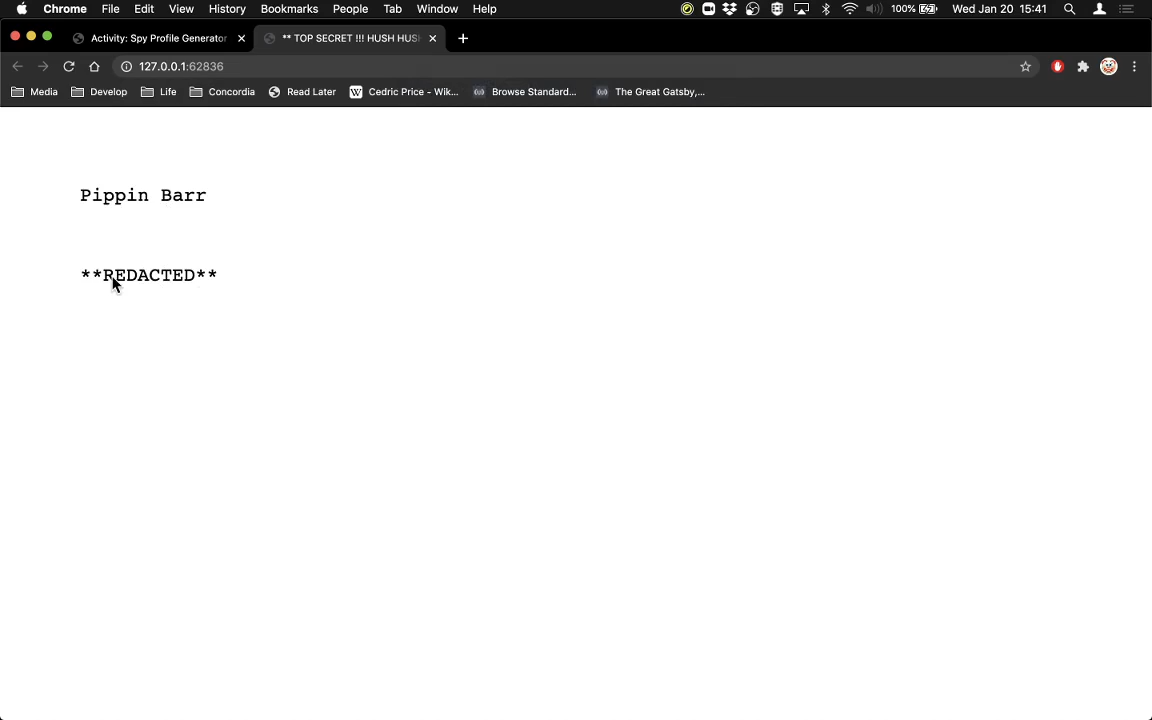 Chrome File Edit View History Bookmarks People Tab Window Help 100% Wed Jan 20 15:41
Activity: Spy Profile Generator ** TOP SECRET !!! HUSH HUS
127.0.0.1:62836
Media Develop Life Concordia Read Later W Cedric Price - Wik... Browse Standard... The Great Gatsby,...
Pippin Barr
**REDACTED**